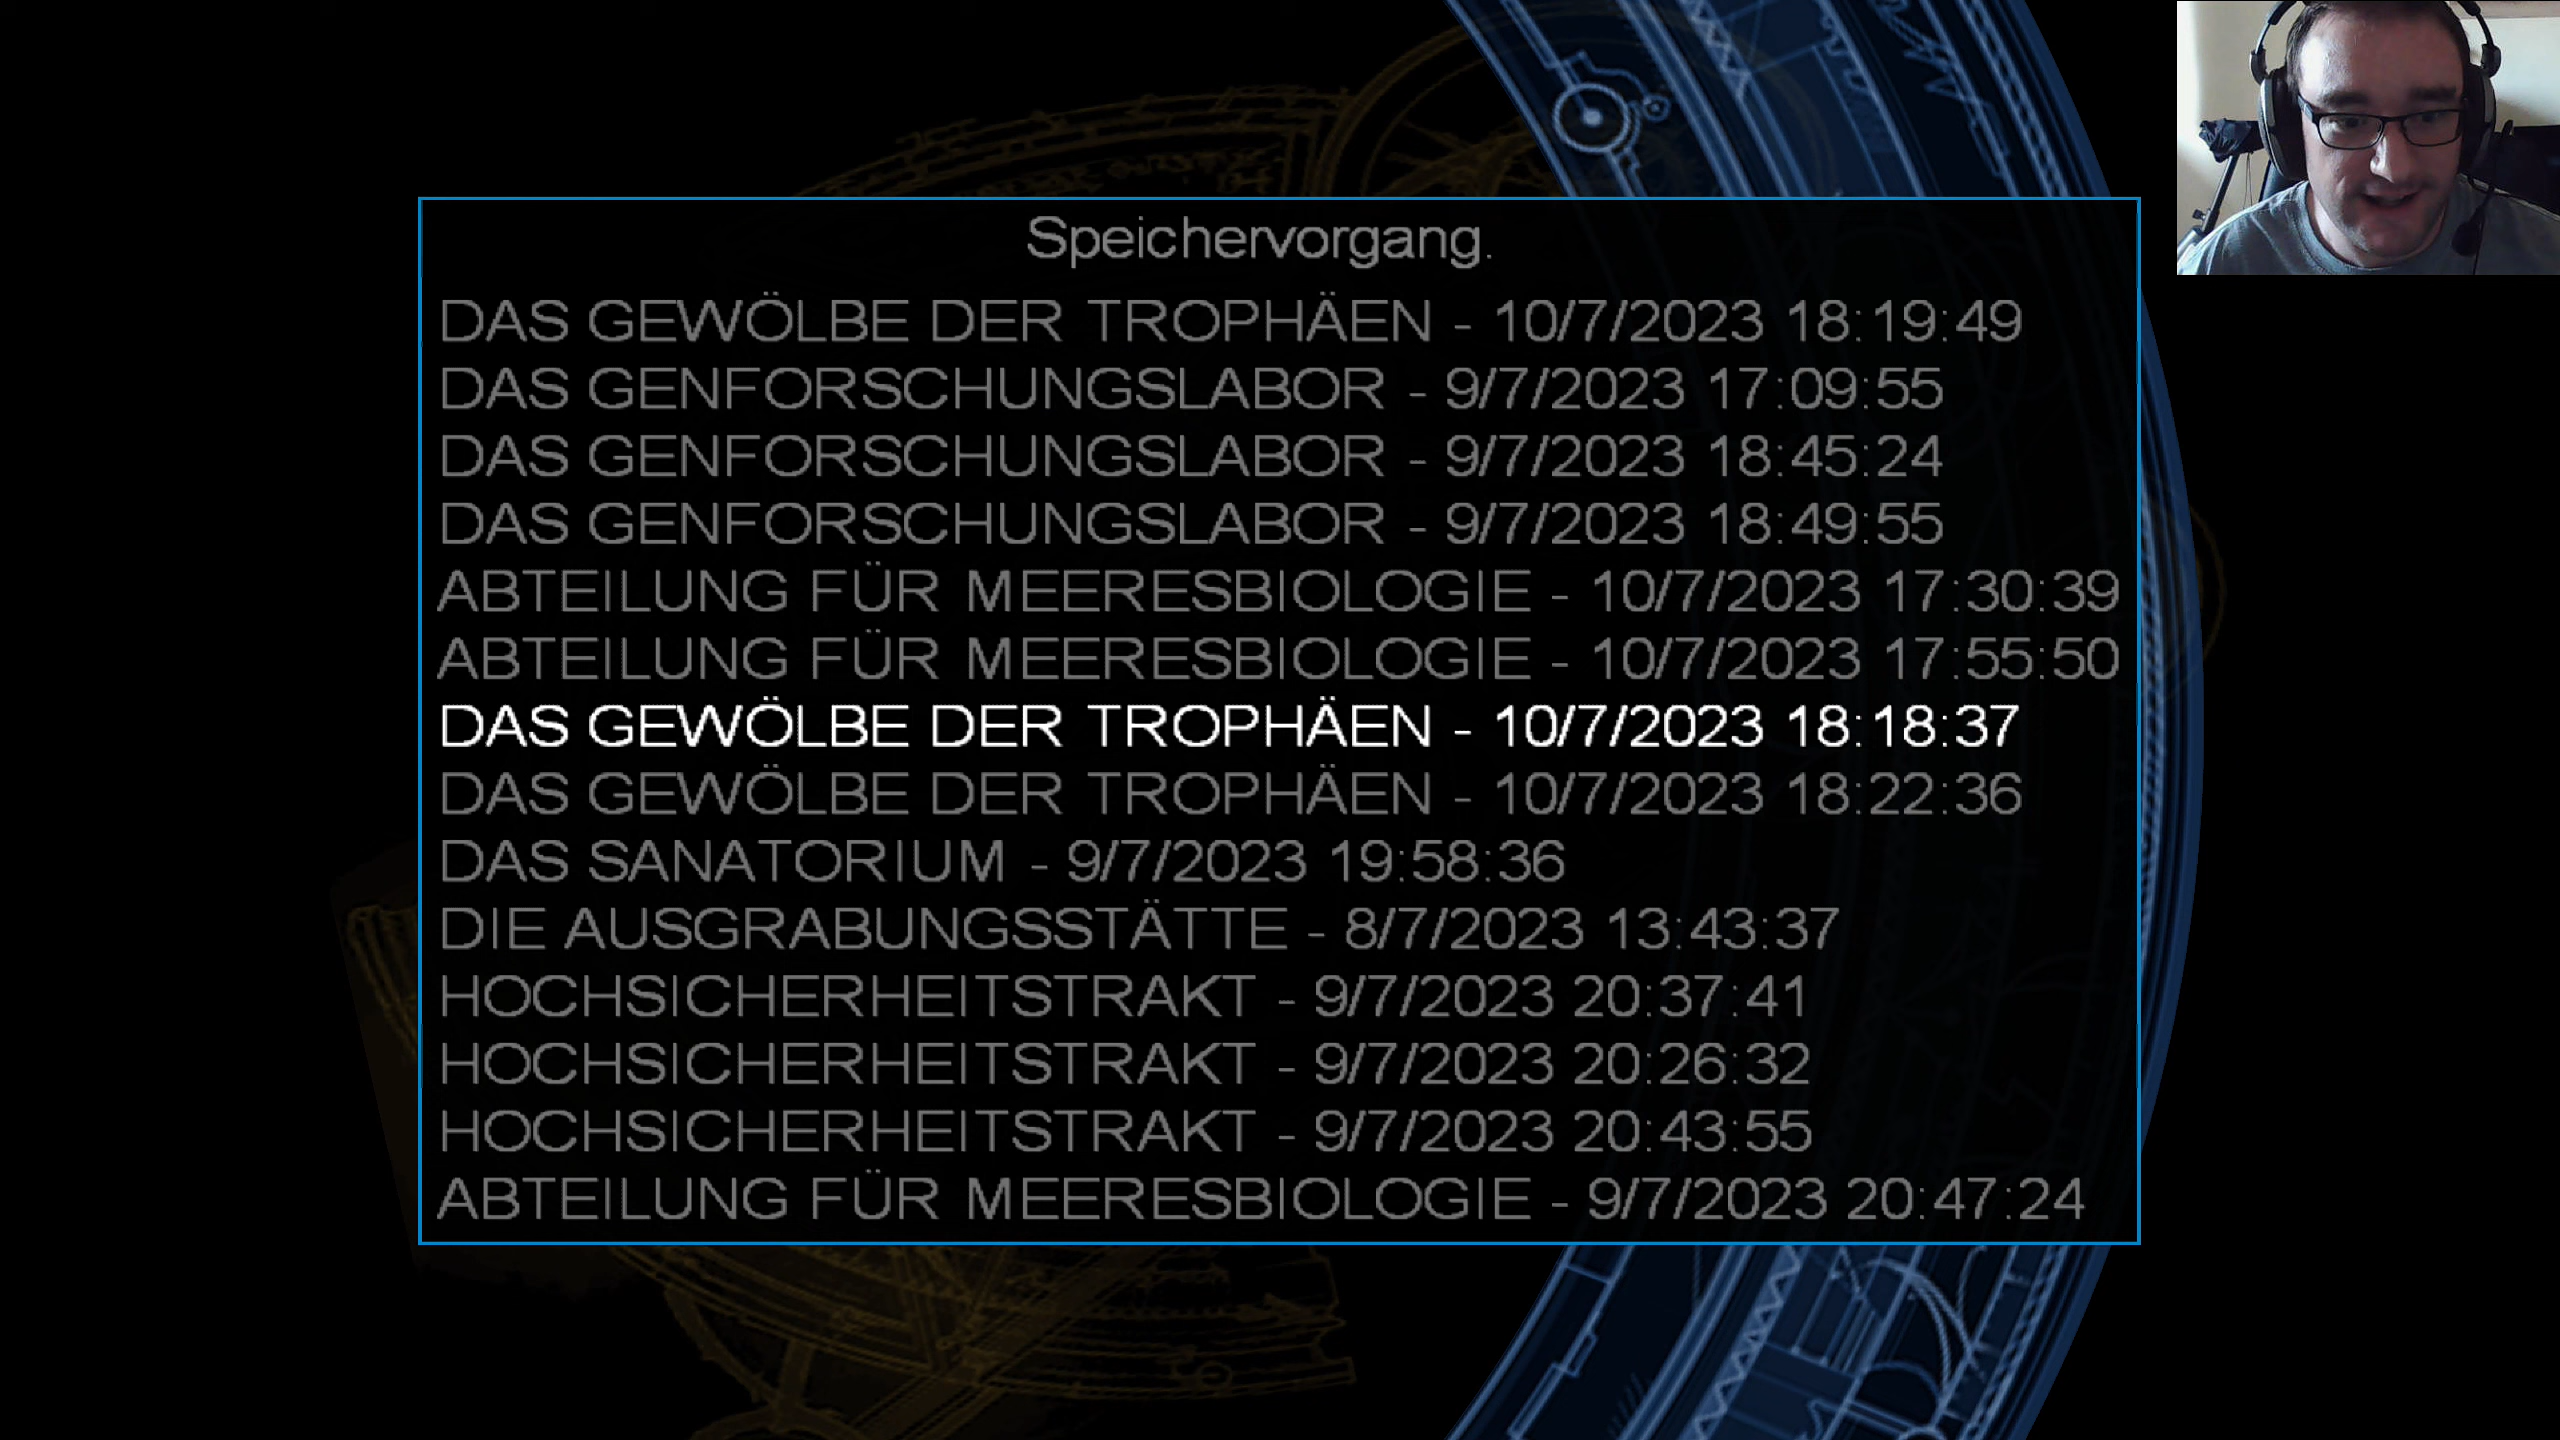 Speichervorgang.
DAS GEWÖLBE DER TROPHÄEN - 10/7/2023 18:19:49
DAS GENFORSCHUNGSLABOR - 9/7/2023 17:09:55
DAS GENFORSCHUNGSLABOR - 9/7/2023 18:45:24
DAS GENFORSCHUNGSLABOR - 9/7/2023 18:49:55
ABTEILUNG FÜR MEERESBIOLOGIE - 10/7/2023 17:30:39
ABTEILUNG FÜR MEERESBIOLOGIE - 10/7/2023 17:55:50
DAS GEWÖLBE DER TROPHÄEN - 10/7/2023 18:18:37
DAS GEWÖLBE DER TROPHÄEN - 10/7/2023 18:22:36
DAS SANATORIUM - 9/7/2023 19:58:36
DIE AUSGRABUNGSSTÄTTE - 8/7/2023 13:43:37
HOCHSICHERHEITSTRAKT - 9/7/2023 20:37:41
HOCHSICHERHEITSTRAKT - 9/7/2023 20:26:32
HOCHSICHERHEITSTRAKT - 9/7/2023 20:43:55
ABTEILUNG FÜR MEERESBIOLOGIE - 9/7/2023 20:47:24